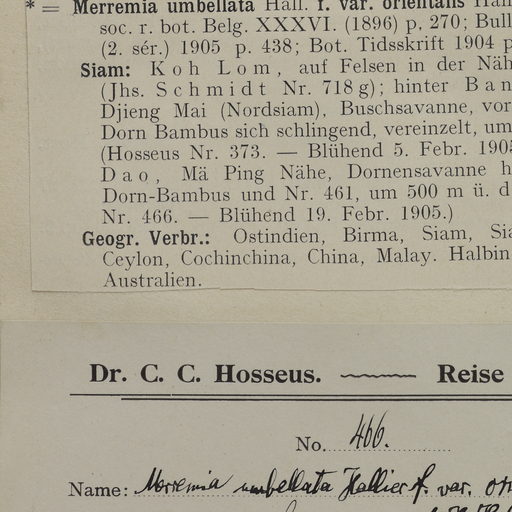 * = Merremia umbellata Hall. f. var. orientalis
soc. r. bot. Belg. XXXVI. (1896) p. 270; Bull
(2. sér.) 1905 p. 438; Bot. Tidsskrift 1904 p
Siam: Koh Lom, auf Felsen in der Näh
(Jhs. Schmidt Nr. 718 g); hinter Ban
Djieng Mai (Nordsiam), Buschsavanne, vor
Dorn Bambus sich schlingend, vereinzelt, um
(Hosseus Nr. 373. — Blühend 5. Febr. 190
Dao, Mä Ping Nähe, Dornensavanne h
Dorn-Bambus und Nr. 461, um 500 m ü. d
Nr. 466. — Blühend 19. Febr. 1905.)
Geogr. Verbr.: Ostindien, Birma, Siam, Sia
Ceylon, Cochinchina, China, Malay. Halbin
Australien.
Dr. C. C. Hosseus. Reise
No. 466.
Name: Merremia umbellata Hallier f. var.